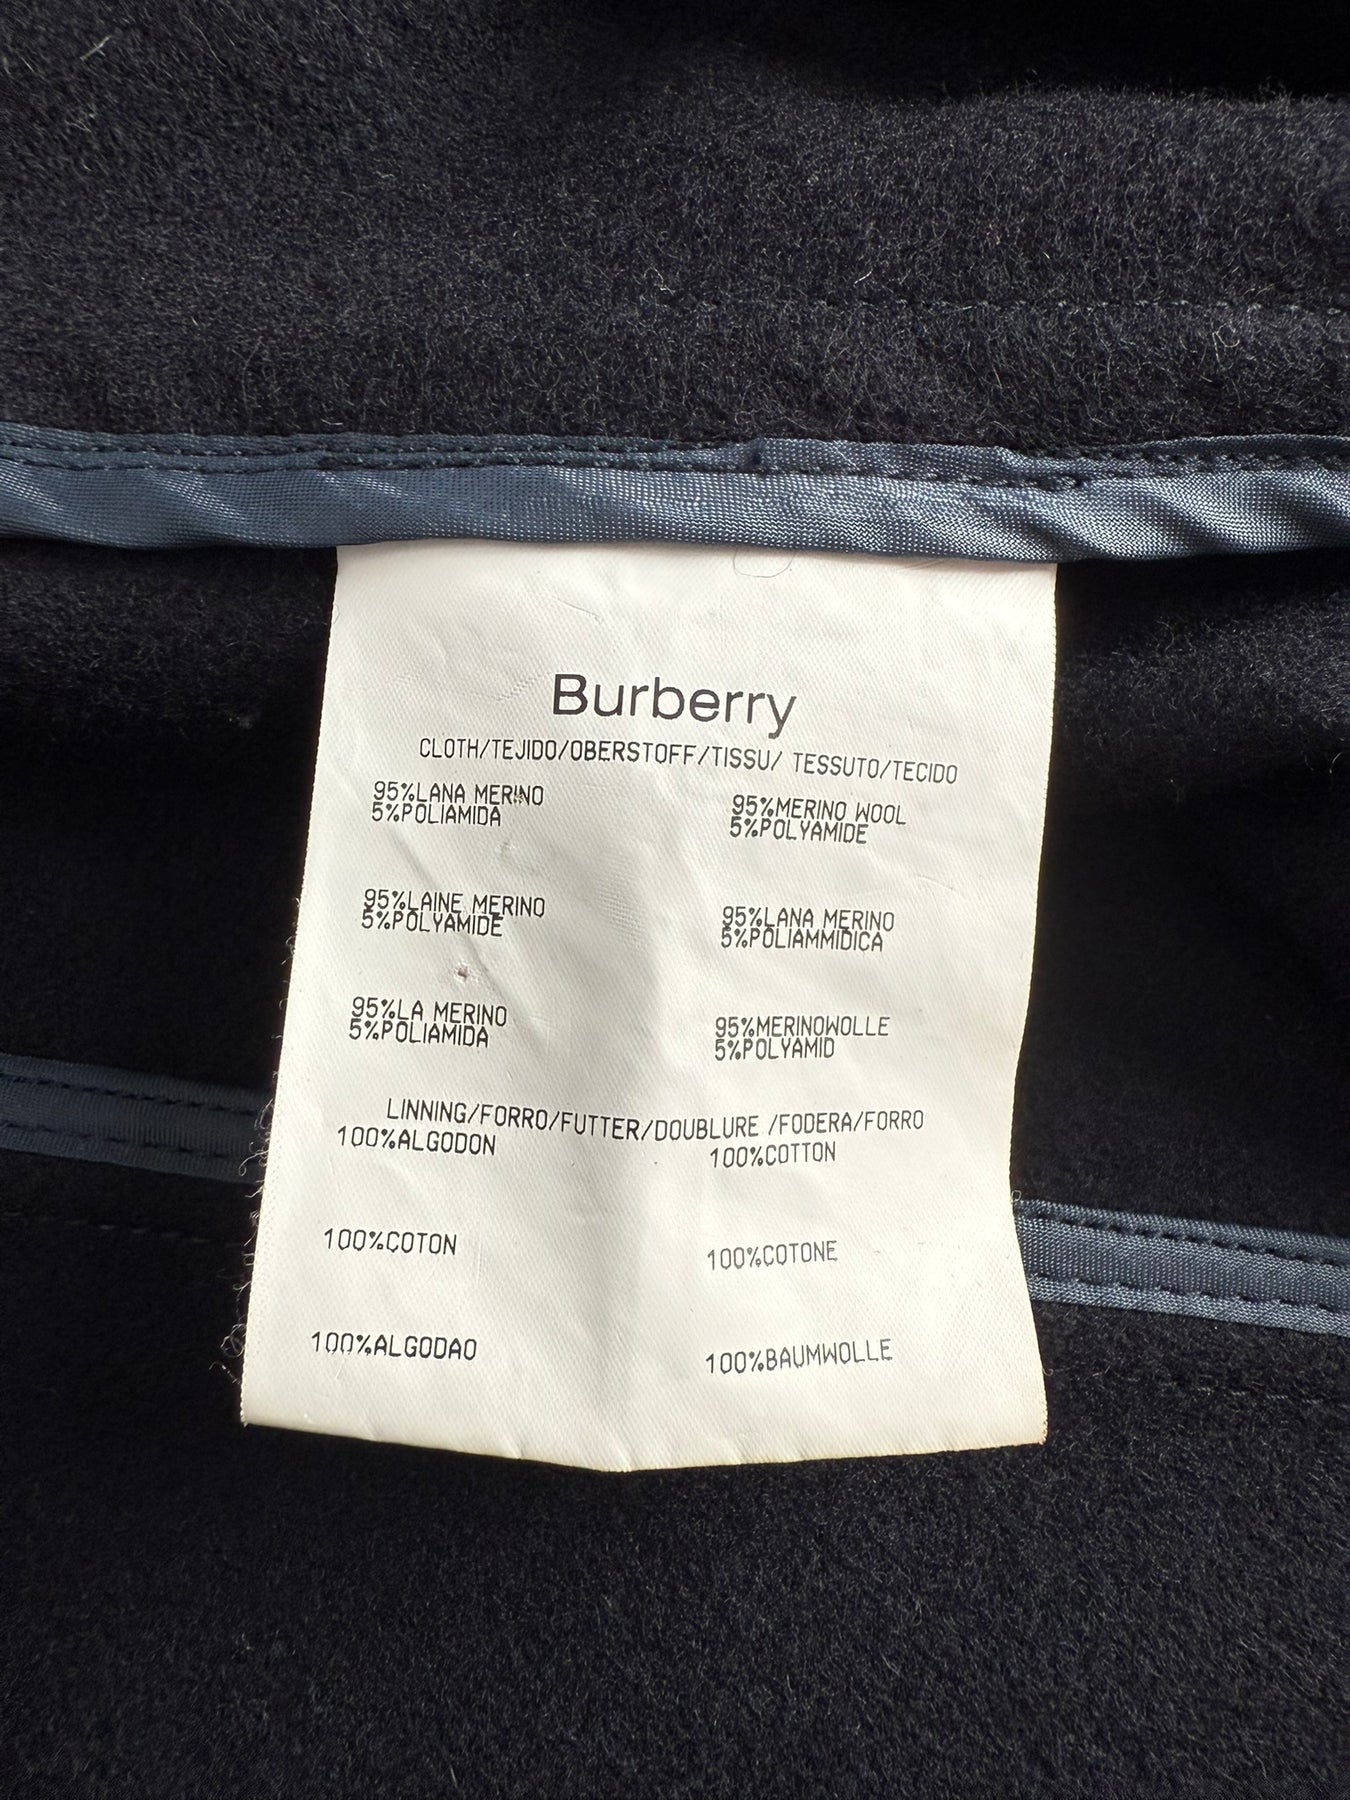 Burberry
CLOTH/TEJIDO/OBERSTOFF/TISSU/ TESSUTO/TECIDO
95%LANA MERINO
5%POLIAMIDA
95%MERINO WOOL
5%POLYAMIDE
95%LAINE MERINO
5%POLYAMIDE
95%LANA MERINO
5%POLIAMMIDICA
95%LA MERINO
5%POLIAMIDA
95%MERINOWOLLE
5%POLYAMID
LINNING/FORRO/FUTTER/DOUBLURE /FODERA/FORRO
100%ALGODON
100%COTTON
100%COTON
100%COTONE
100%ALGODAO
100%BAUMWOLLE